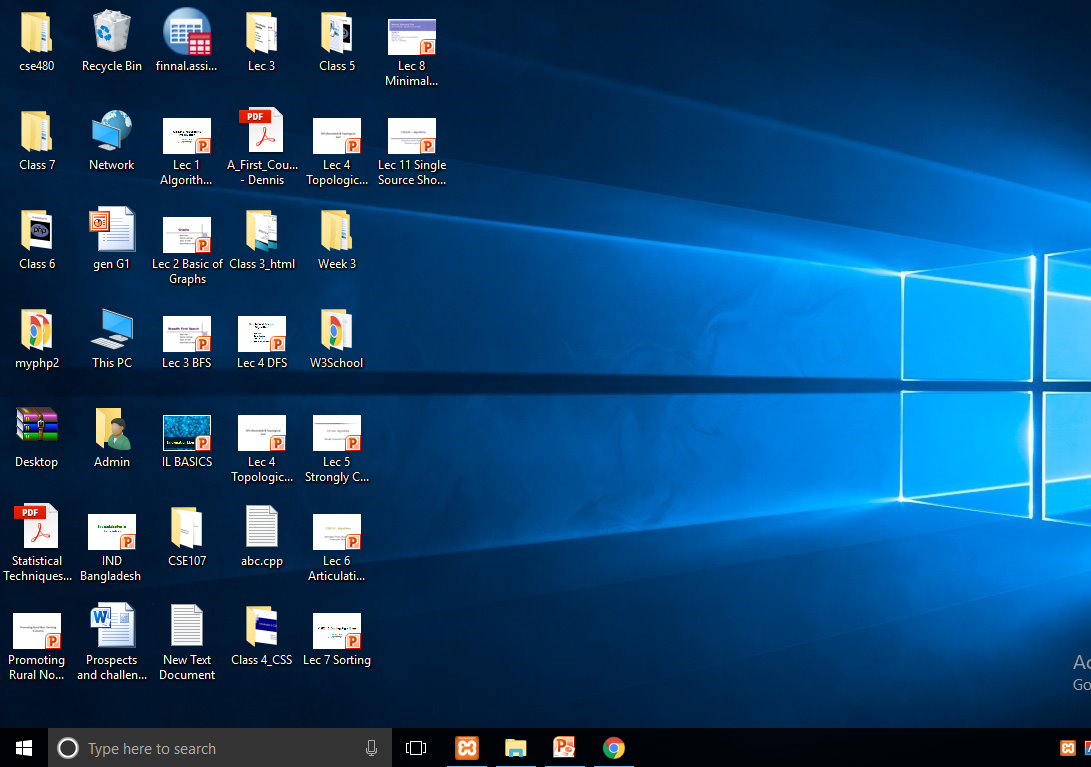 cse480
Recycle Bin
finnal.assi...
Lec 3
Class 5
Lec 8
Minimal...
Class 7
Network
Lec 1
Algorith...
PDF
A_First_Cou...
- Dennis
Lec 4
Topologic...
Lec 11 Single
Source Sho...
php
Class 6
gen G1
Lec 2 Basic of
Graphs
Class 3_html
Week 3
myphp2
This PC
Lec 3 BFS
Lec 4 DFS
W3School
Desktop
Admin
IL BASICS
Lec 4
Topologic...
Lec 5
Strongly C...
PDF
Statistical
Techniques...
IND
Bangladesh
CSE107
abc.cpp
Lec 6
Articulati...
Promoting
Rural No...
Prospects
and challen...
New Text
Document
Class 4_CSS
Lec 7 Sorting
Type here to search